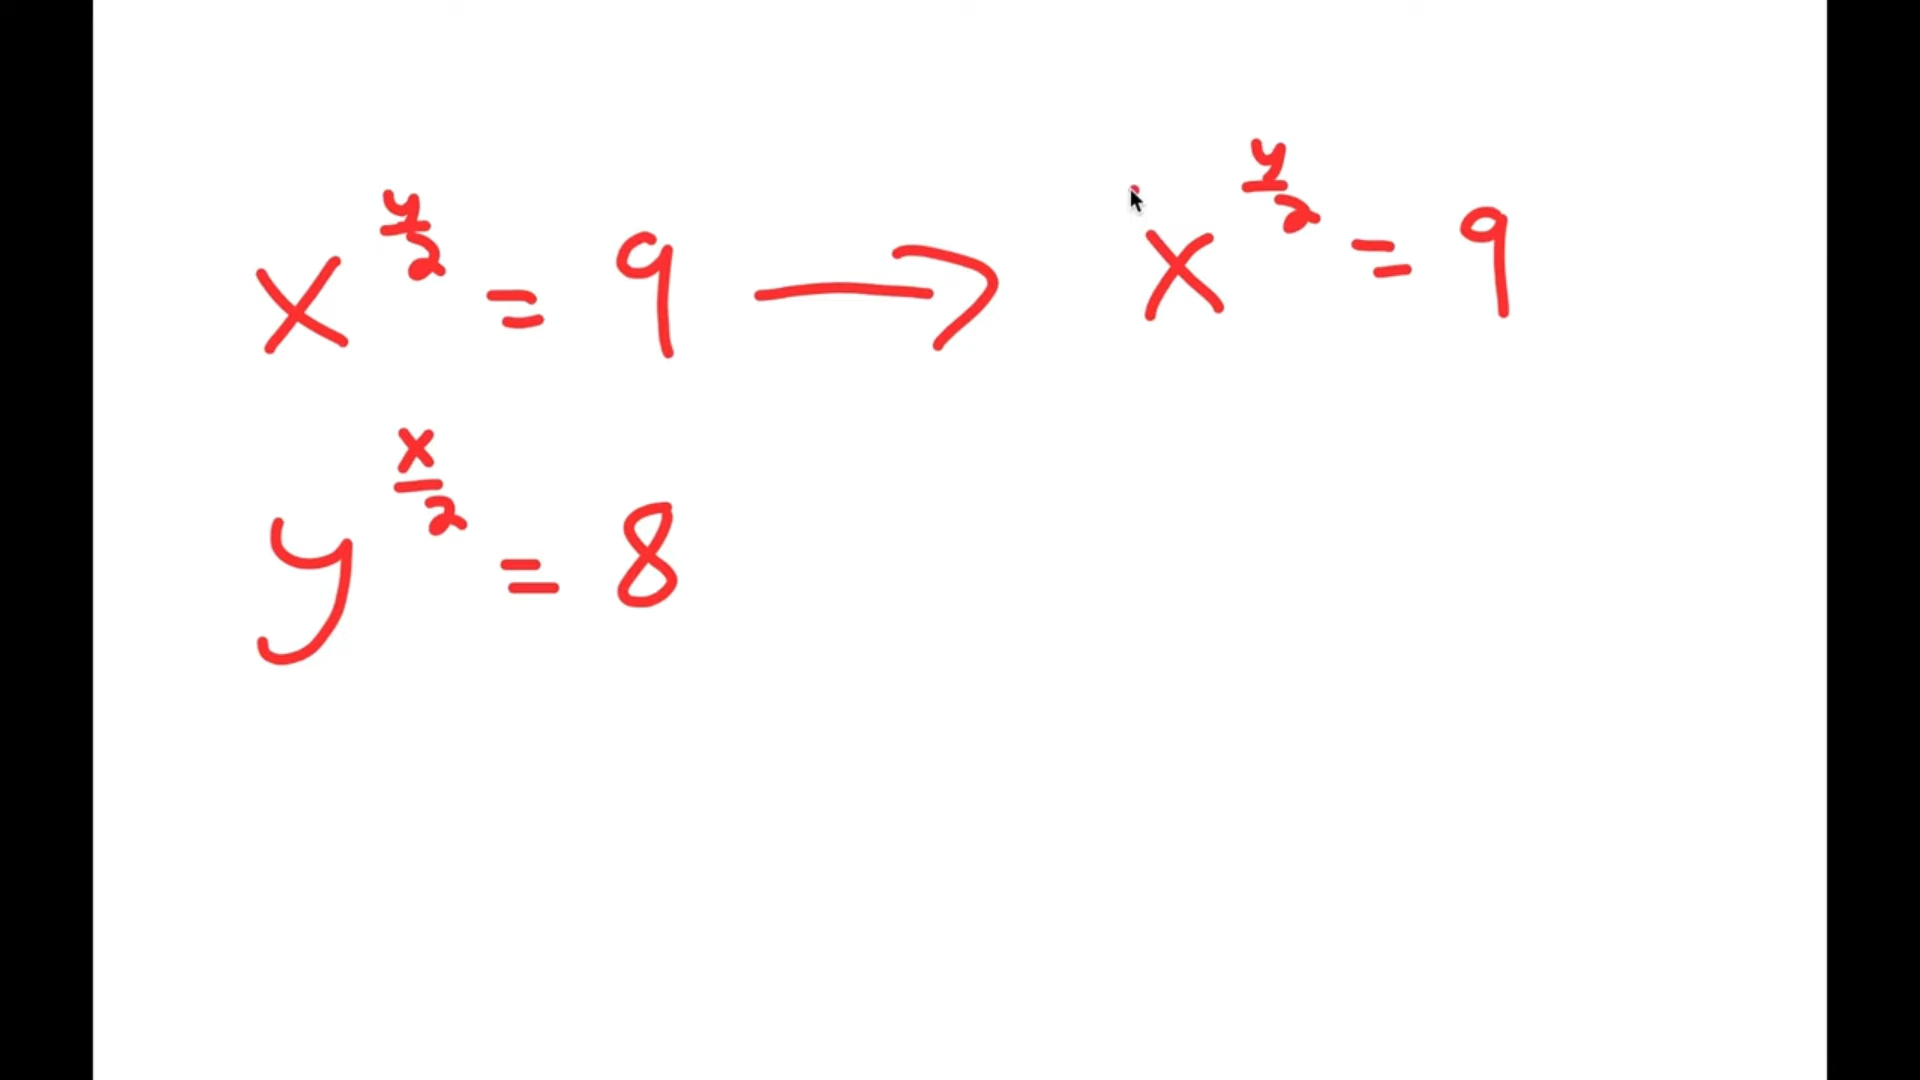 x^(y/2) = 9 → x^(y/2) = 9
y^(x/2) = 8